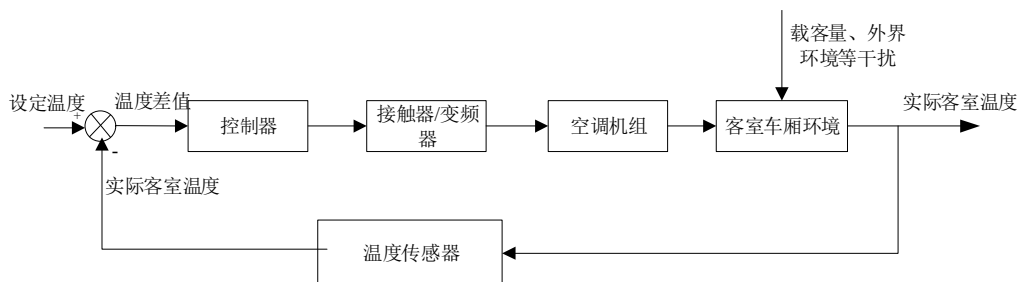 载客量、外界
环境等干扰
设定温度
+
温度差值
控制器
接触器/变频
器
空调机组
客室车厢环境
实际客室温度
-
实际客室温度
温度传感器